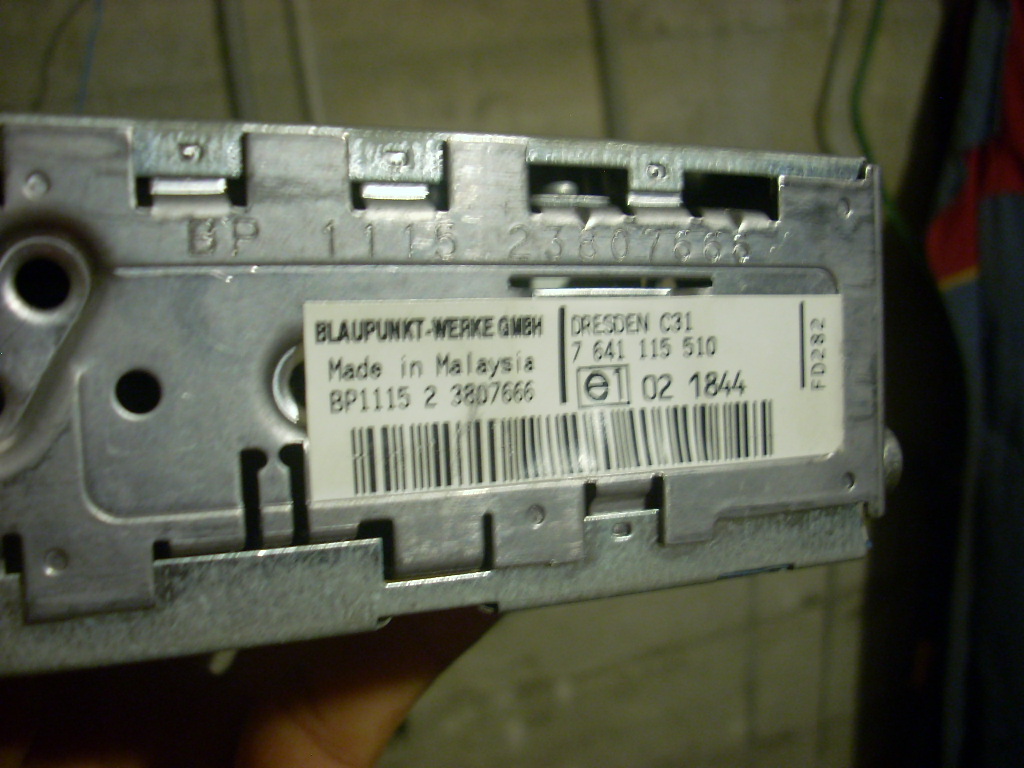 BP 1115 23807666
BLAUPUNKT-WERKE GMBH
Made in Malaysia
BP1115 2 3807666
DRESDEN C31
7 641 115 510
e1 02 1844
FD282